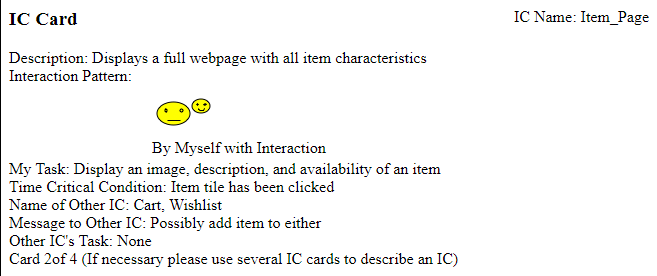 IC Card
IC Name: Item_Page
Description: Displays a full webpage with all item characteristics
Interaction Pattern:
By Myself with Interaction
My Task: Display an image, description, and availability of an item
Time Critical Condition: Item tile has been clicked
Name of Other IC: Cart, Wishlist
Message to Other IC: Possibly add item to either
Other IC's Task: None
Card 2of 4 (If necessary please use several IC cards to describe an IC)